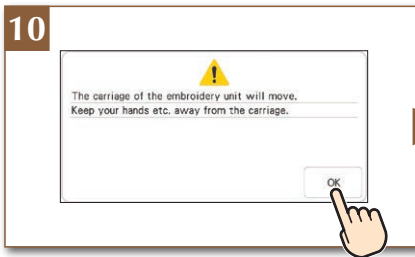 10
The carriage of the embroidery unit will move.
Keep your hands etc. away from the carriage.
OK